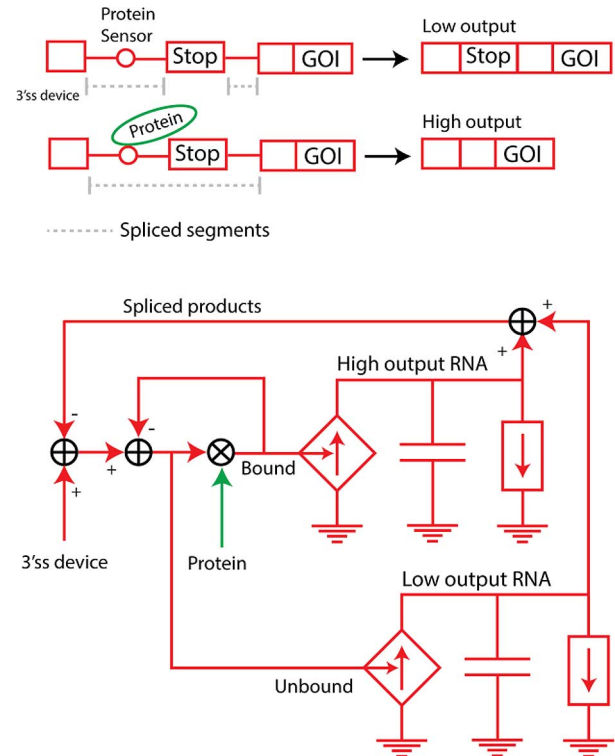 Protein
Sensor
Stop
GOI
Low output
Stop
GOI
3'ss device
Protein
Stop
GOI
High output
GOI
Spliced segments
Spliced products
+
+
High output RNA
-
-
+
+
Bound
3'ss device
Protein
Low output RNA
Unbound